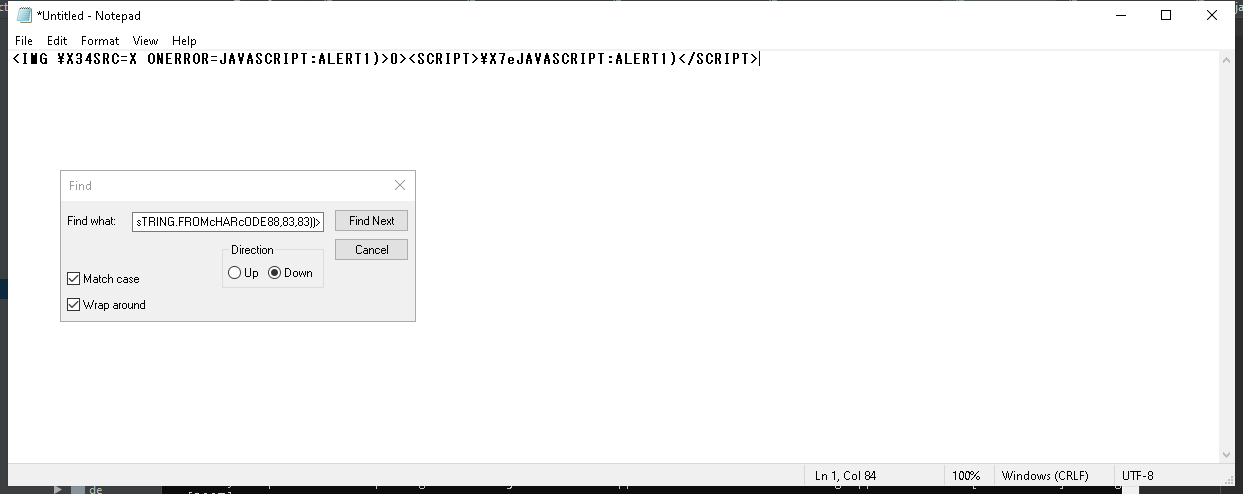 *Untitled - Notepad
File Edit Format View Help
<IMG ¥X34SRC=X ONERROR=JAVASCRIPT:ALERT1)>0><SCRIPT>¥X7eJAVASCRIPT:ALERT1)</SCRIPT>
Find
Find what: sTRING.FROMcHARcODE88,83,83))> Find Next
Direction Cancel
Up Down
Match case
Wrap around
Ln 1, Col 84 100% Windows (CRLF) UTF-8
de